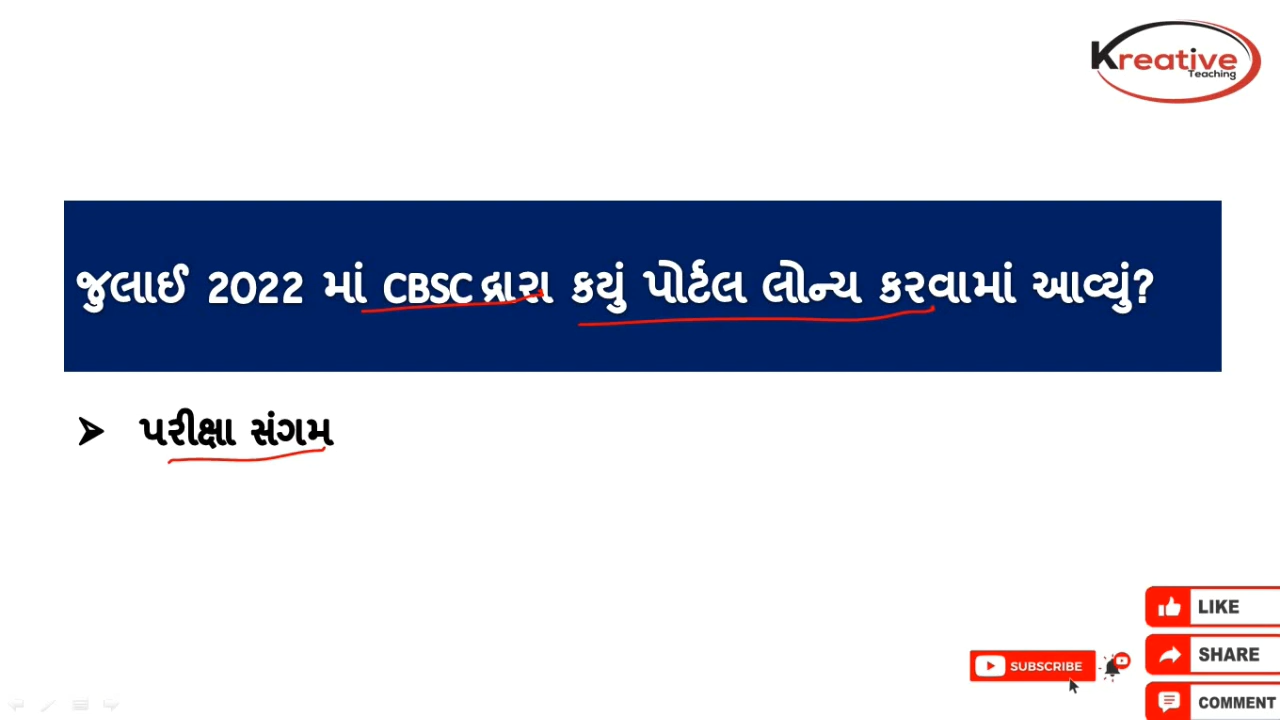 Kreative
Teaching
જુલાઈ 2022 માં CBSC દ્રારા કયું પોર્ટલ લોન્ચ કરવામાં આવ્યું?
➤ પરીક્ષા સંગમ
LIKE
SHARE
SUBSCRIBE
COMMENT